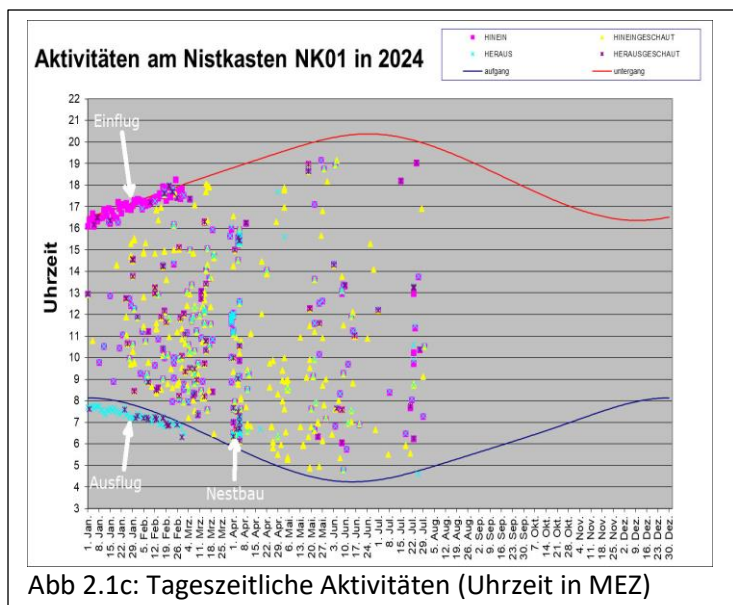 Aktivitäten am Nistkasten NK01 in 2024
HINEIN
HINEINGESCHAUT
HERAUS
HERAUSGESCHAUT
aufgang
untergang
Uhrzeit
22
21
20
19
18
17
16
15
14
13
12
11
10
9
8
7
6
5
4
3
Einflug
Ausflug
Nestbau
1. Jan.
8. Jan.
15. Jan.
22. Jan.
29. Jan.
5. Feb.
12. Feb.
19. Feb.
26. Feb.
4. Mrz.
11. Mrz.
18. Mrz.
25. Mrz.
1. Apr.
8. Apr.
15. Apr.
22. Apr.
29. Apr.
6. Mai.
13. Mai.
20. Mai.
27. Mai.
3. Jun.
10. Jun.
17. Jun.
24. Jun.
1. Jul.
8. Jul.
15. Jul.
22. Jul.
29. Jul.
5. Aug.
12. Aug.
19. Aug.
26. Aug.
2. Sep.
9. Sep.
16. Sep.
23. Sep.
30. Sep.
7. Okt.
14. Okt.
21. Okt.
28. Okt.
4. Nov.
11. Nov.
18. Nov.
25. Nov.
2. Dez.
9. Dez.
16. Dez.
23. Dez.
30. Dez.
Abb 2.1c: Tageszeitliche Aktivitäten (Uhrzeit in MEZ)